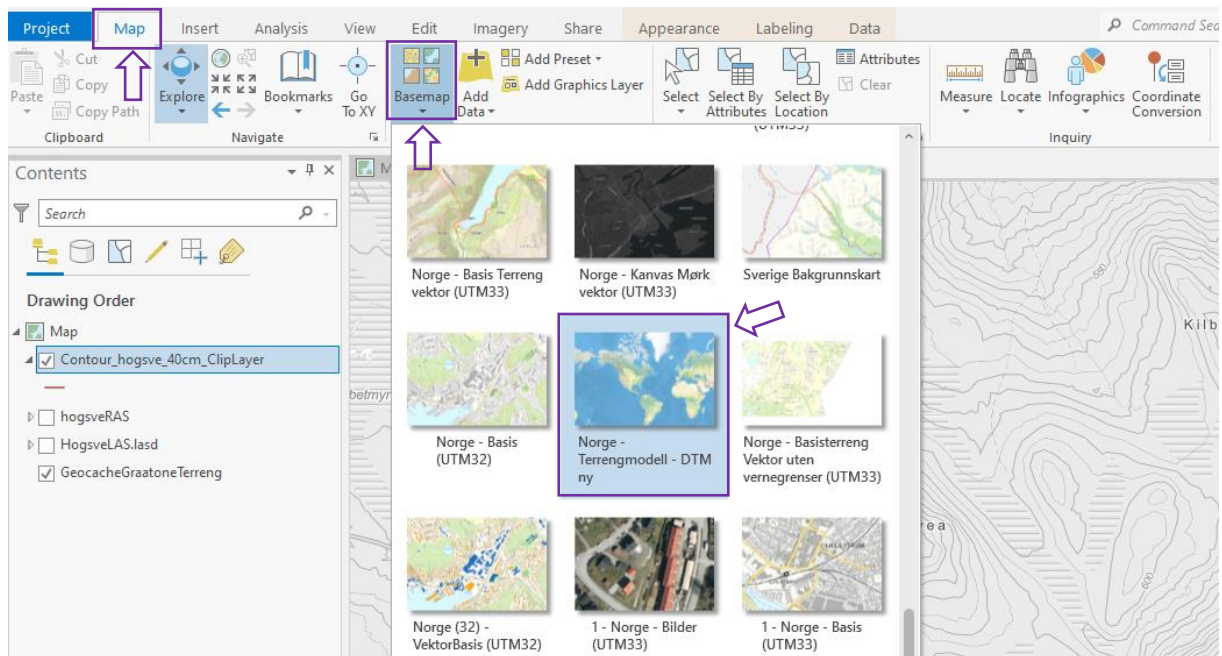 Project Map Insert Analysis View Edit Imagery Share Appearance Labeling Data
Command Sea
Cut
Copy
Copy Path
Paste
Clipboard
Explore
Bookmarks
Go
To XY
Navigate
Basemap
Add
Data
Add Preset
Add Graphics Layer
Select
Select By
Attributes
Select By
Location
Attributes
Clear
Measure
Locate
Infographics
Coordinate
Conversion
Inquiry
Contents
Search
Drawing Order
Map
Contour_hogsve_40cm_ClipLayer
hogsveRAS
HogsveLAS.lasd
GeocacheGraatoneTerreng
M
betmyr
(UTM33)
Norge - Basis Terreng
vektor (UTM33)
Norge - Kanvas Mørk
vektor (UTM33)
Sverige Bakgrunnskart
Norge - Basis
(UTM32)
Norge -
Terrengmodell - DTM
ny
Norge - Basisterreng
Vektor uten
vernegrenser (UTM33)
Norge (32) -
VektorBasis (UTM32)
1 - Norge - Bilder
(UTM33)
1 - Norge - Basis
(UTM33)
580
Kilb
ea
600